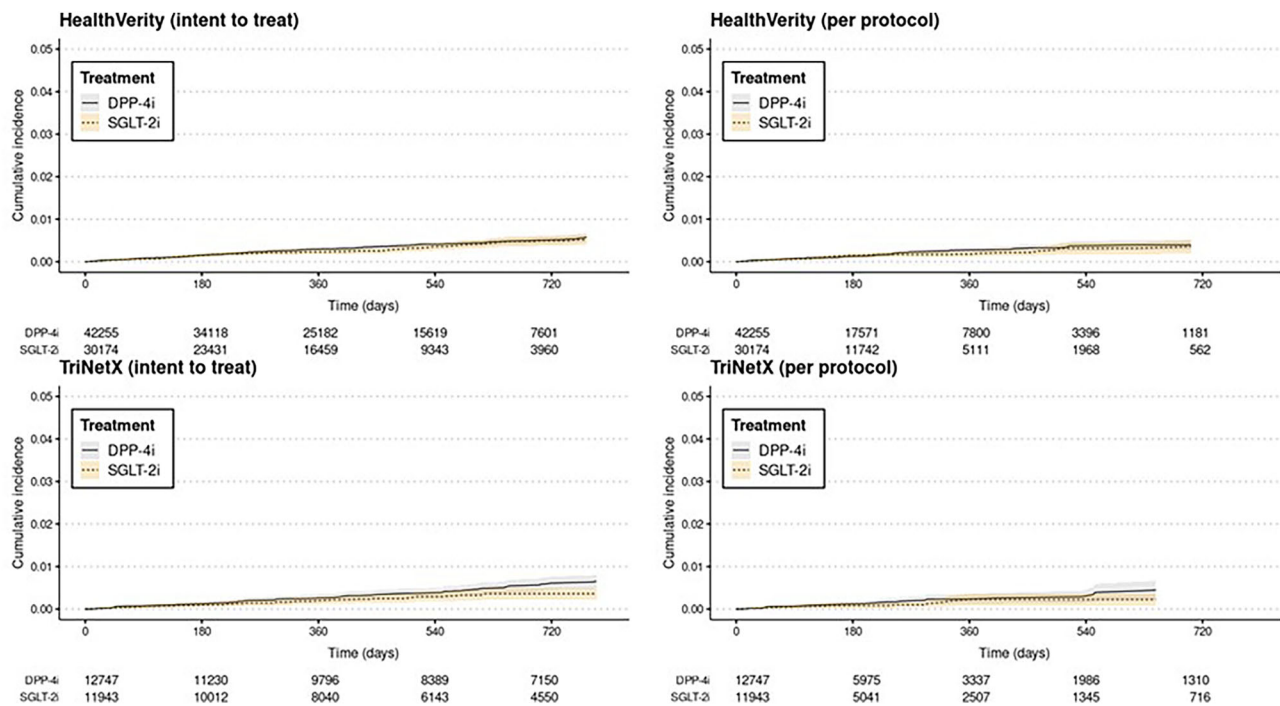 HealthVerity (intent to treat)
0.05
0.04
0.03
0.02
0.01
0.00
Cumulative incidence
Treatment
DPP-4i
SGLT-2i
0 180 360 540 720
Time (days)
DPP-4i 42255 34118 25182 15619 7601
SGLT-2i 30174 23431 16459 9343 3960
HealthVerity (per protocol)
0.05
0.04
0.03
0.02
0.01
0.00
Cumulative incidence
Treatment
DPP-4i
SGLT-2i
0 180 360 540 720
Time (days)
DPP-4i 42255 17571 7800 3396 1181
SGLT-2i 30174 11742 5111 1968 562
TriNetX (intent to treat)
0.05
0.04
0.03
0.02
0.01
0.00
Cumulative incidence
Treatment
DPP-4i
SGLT-2i
0 180 360 540 720
Time (days)
DPP-4i 12747 11230 9796 8389 7150
SGLT-2i 11943 10012 8040 6143 4550
TriNetX (per protocol)
0.05
0.04
0.03
0.02
0.01
0.00
Cumulative incidence
Treatment
DPP-4i
SGLT-2i
0 180 360 540 720
Time (days)
DPP-4i 12747 5975 3337 1986 1310
SGLT-2i 11943 5041 2507 1345 716